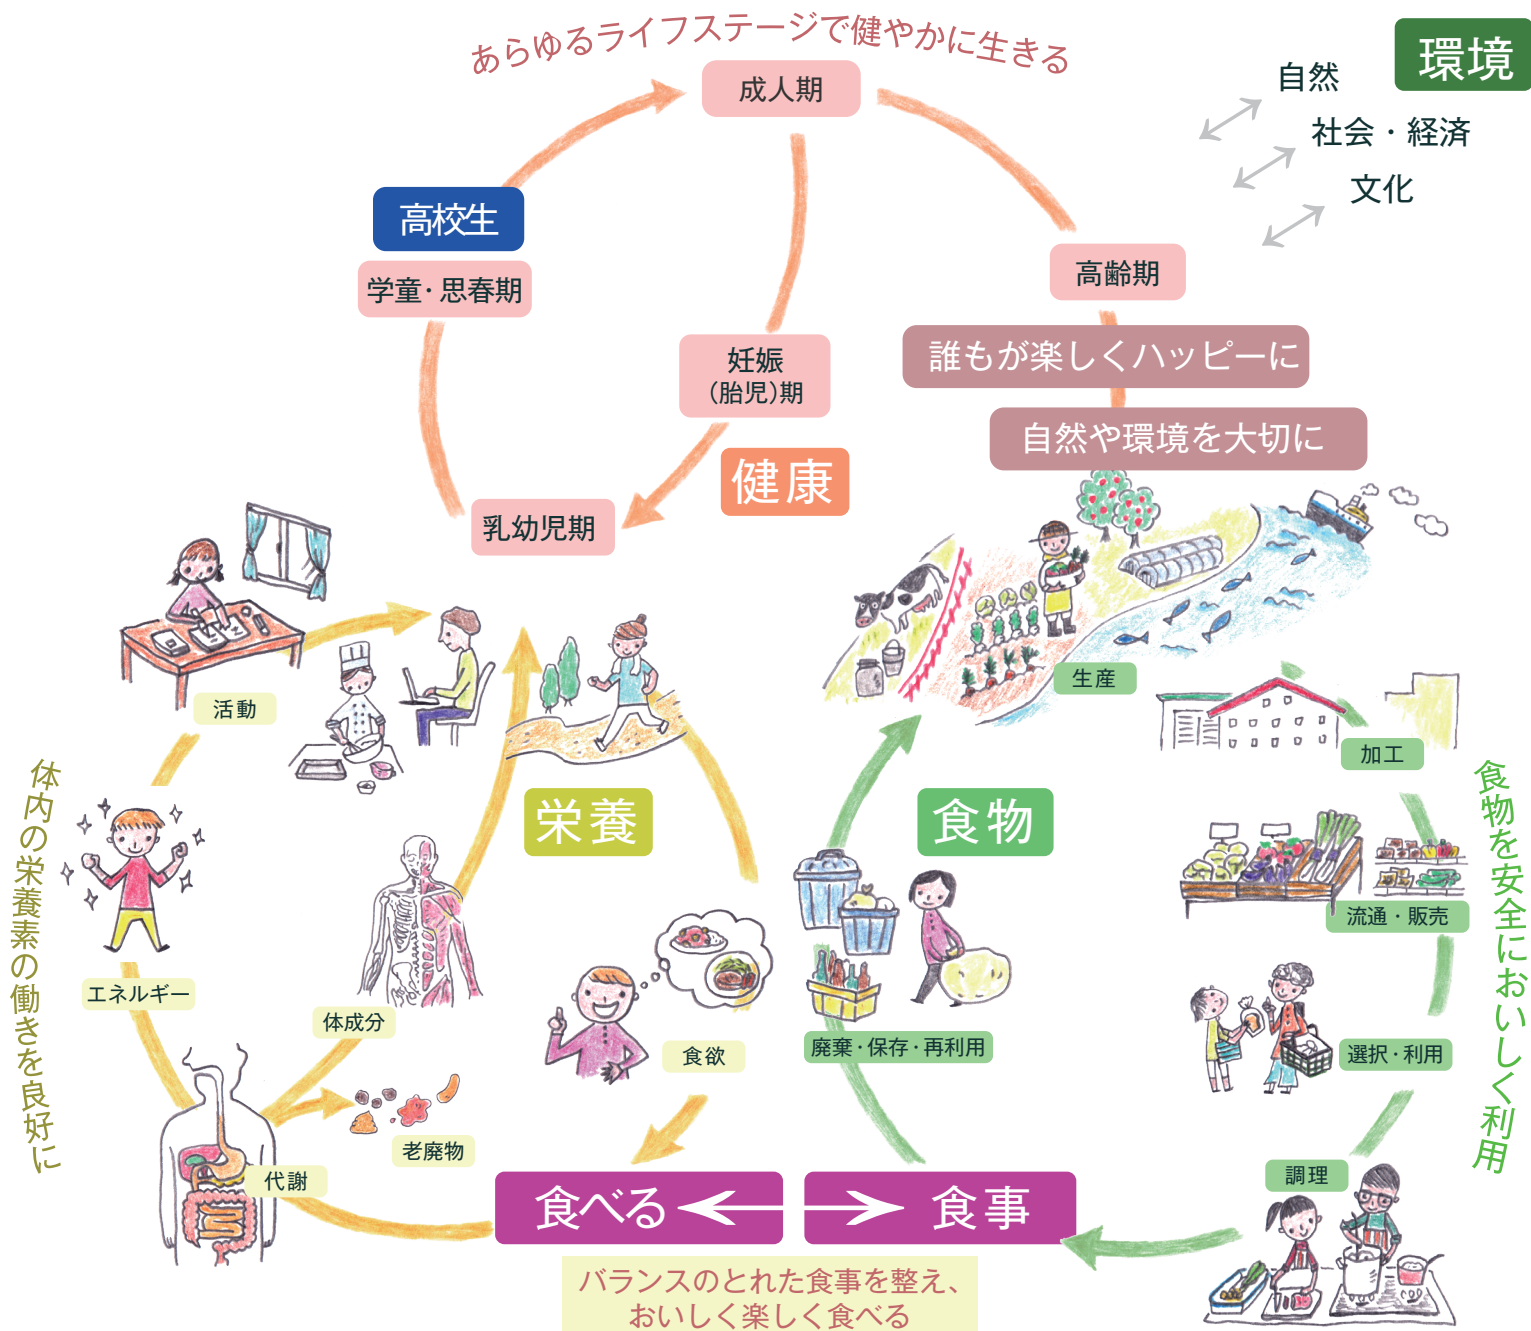 あらゆるライフステージで健やかに生きる
環境
自然
社会・経済
文化
成人期
高校生
学童・思春期
高齢期
妊娠
（胎児）期
誰もが楽しくハッピーに
自然や環境を大切に
健康
乳幼児期
活動
生産
加工
栄養
食物
体内の栄養素の働きを良好に
食物を安全においしく利用
流通・販売
エネルギー
体成分
食欲
廃棄・保存・再利用
選択・利用
老廃物
代謝
調理
食べる
食事
バランスのとれた食事を整え、
おいしく楽しく食べる